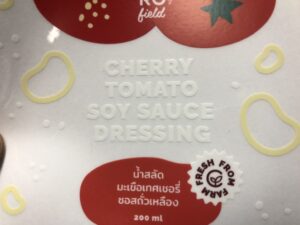 field
CHERRY
TOMATO
SOY SAUCE
DRESSING
น้ำสลัด
มะเขือเทศเชอรี่
ซอสถั่วเหลือง
200 ml
FRESH FROM
FARM